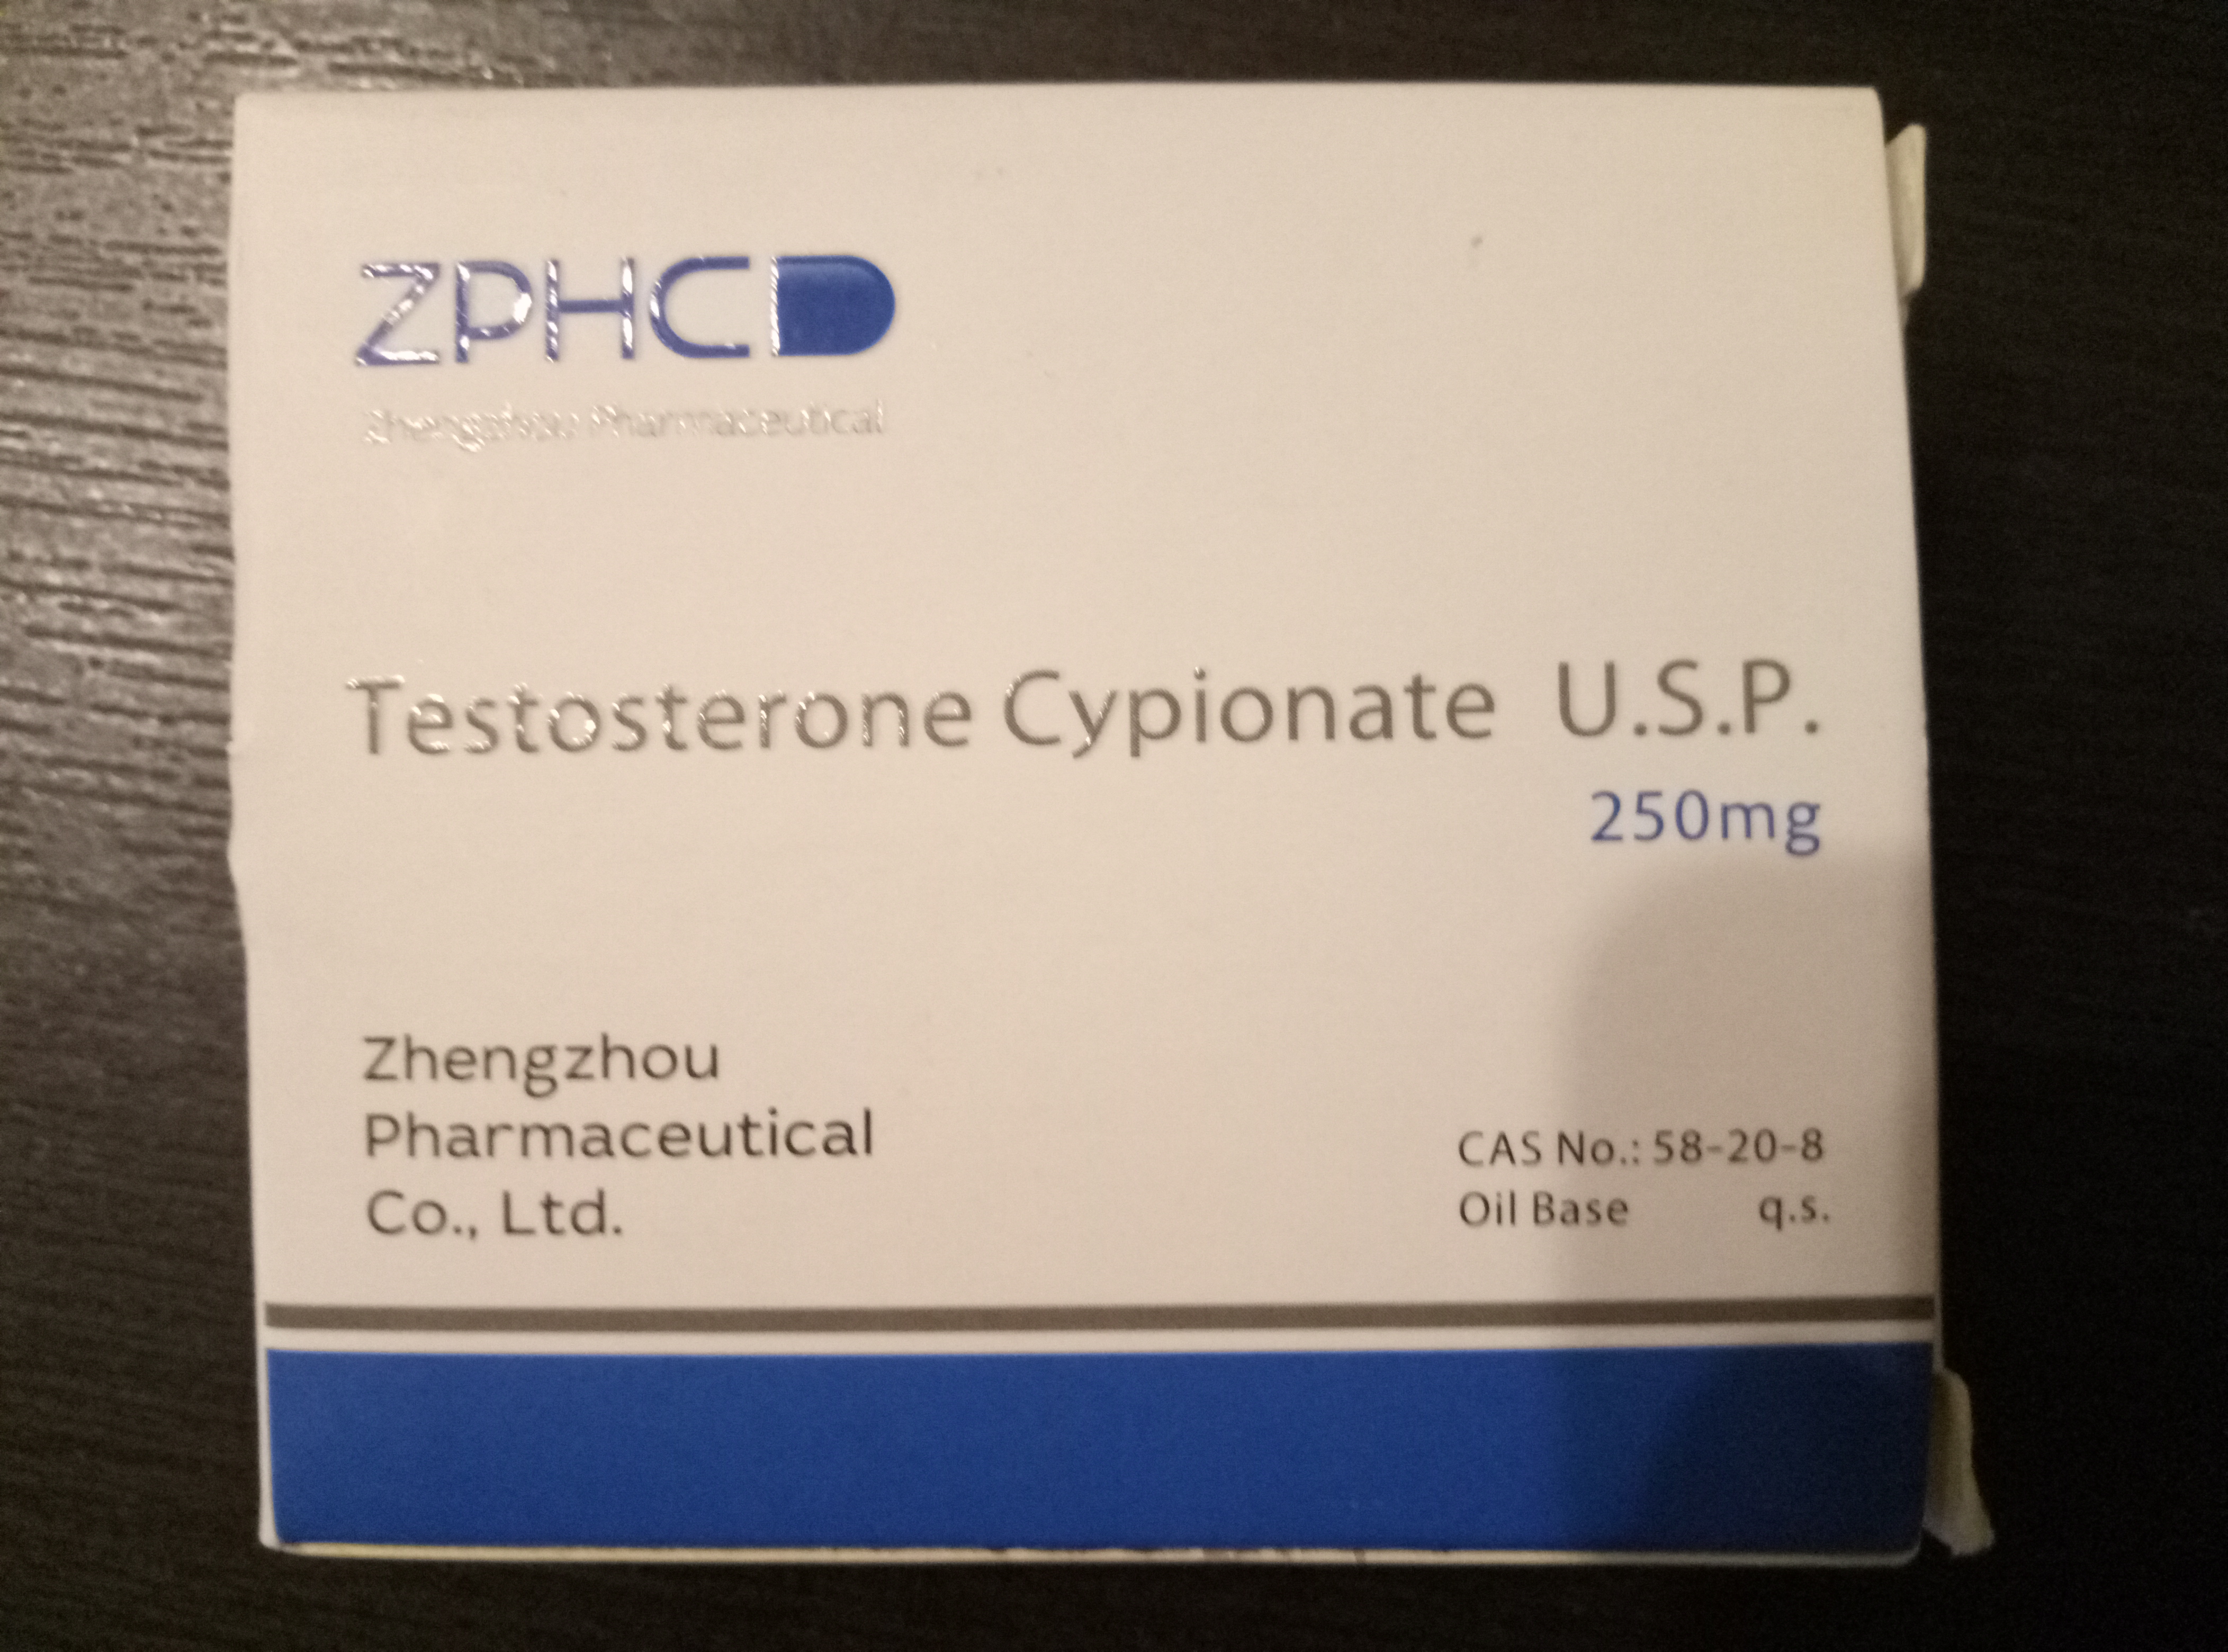 ZPHC
Zhengzhou Pharmaceutical
Testosterone Cypionate U.S.P.
250mg
Zhengzhou
Pharmaceutical
Co., Ltd.
CAS No.: 58-20-8
Oil Base q.s.